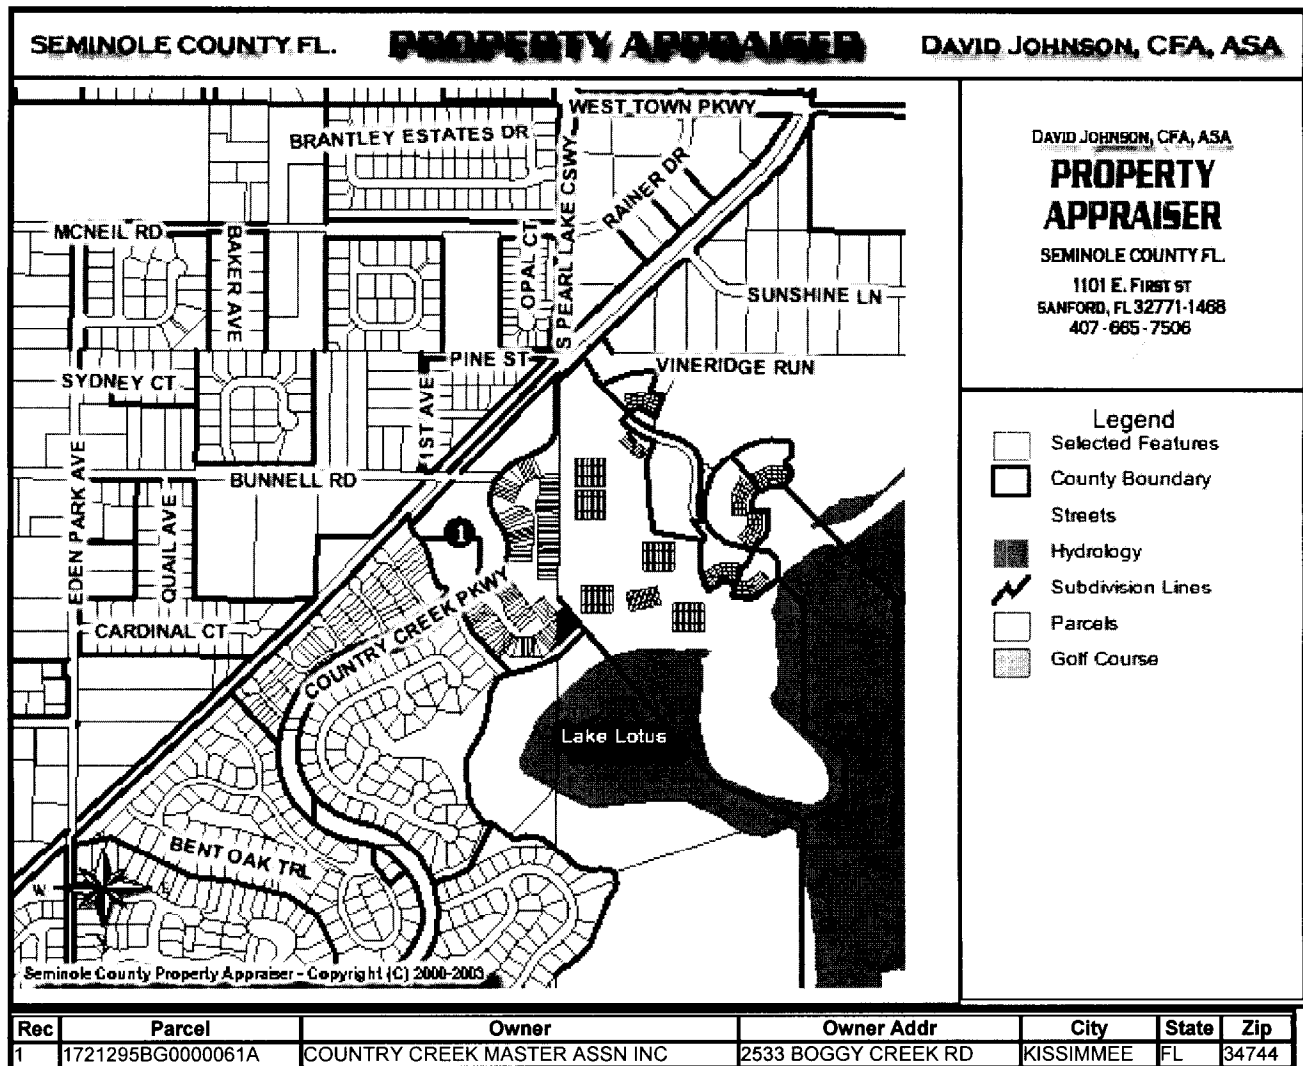 SEMINOLE COUNTY FL. PROPERTY APPRAISER DAVID JOHNSON, CFA, ASA
WEST TOWN PKWY
BRANTLEY ESTATES DR
S PEARL LAKE CSWY
RAINER DR
MCNEIL RD
BAKER AVE
OPAL CT
SUNSHINE LN
PINE ST
VINERIDGE RUN
SYDNEY CT
1ST AVE
EDEN PARK AVE
BUNNELL RD
QUAIL AVE
1
COUNTRY CREEK PKWY
CARDINAL CT
Lake Lotus
BENT OAK TRL
W
E
Seminole County Property Appraiser - Copyright (C) 2000-2003
DAVID JOHNSON, CFA, ASA
PROPERTY
APPRAISER
SEMINOLE COUNTY FL.
1101 E. FIRST ST
SANFORD, FL 32771-1468
407-665-7506
Legend
Selected Features
County Boundary
Streets
Hydrology
Subdivision Lines
Parcels
Golf Course
Rec Parcel Owner Owner Addr City State Zip
1 1721295BG0000061A COUNTRY CREEK MASTER ASSN INC 2533 BOGGY CREEK RD KISSIMMEE FL 34744